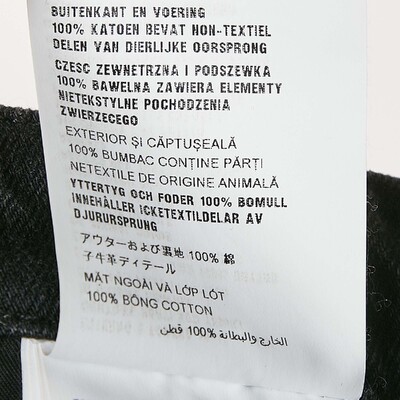 BUITENKANT EN VOERING
100% KATOEN BEVAT NON-TEXTIEL
DELEN VAN DIERLIJKE OORSPRONG
CZESC ZEWNETRZNA I PODSZEWKA
100% BAWELNA ZAWIERA ELEMENTY
NIETEKSTYLNE POCHODZENIA
ZWIERZECEGO
EXTERIOR ȘI CĂPTUȘEALĂ
100% BUMBAC CONȚINE PĂRȚI
NETEXTILE DE ORIGINE ANIMALĂ
YTTERTYG OCH FODER 100% BOMULL
INNEHÅLLER ICKETEXTILDELAR AV
DJURURSPRUNG
アウターおよび裏地 100% 綿
子牛革ディテール
MẶT NGOÀI VÀ LỚP LÓT
100% BÔNG COTTON
الخارج والبطانة 100% قطن